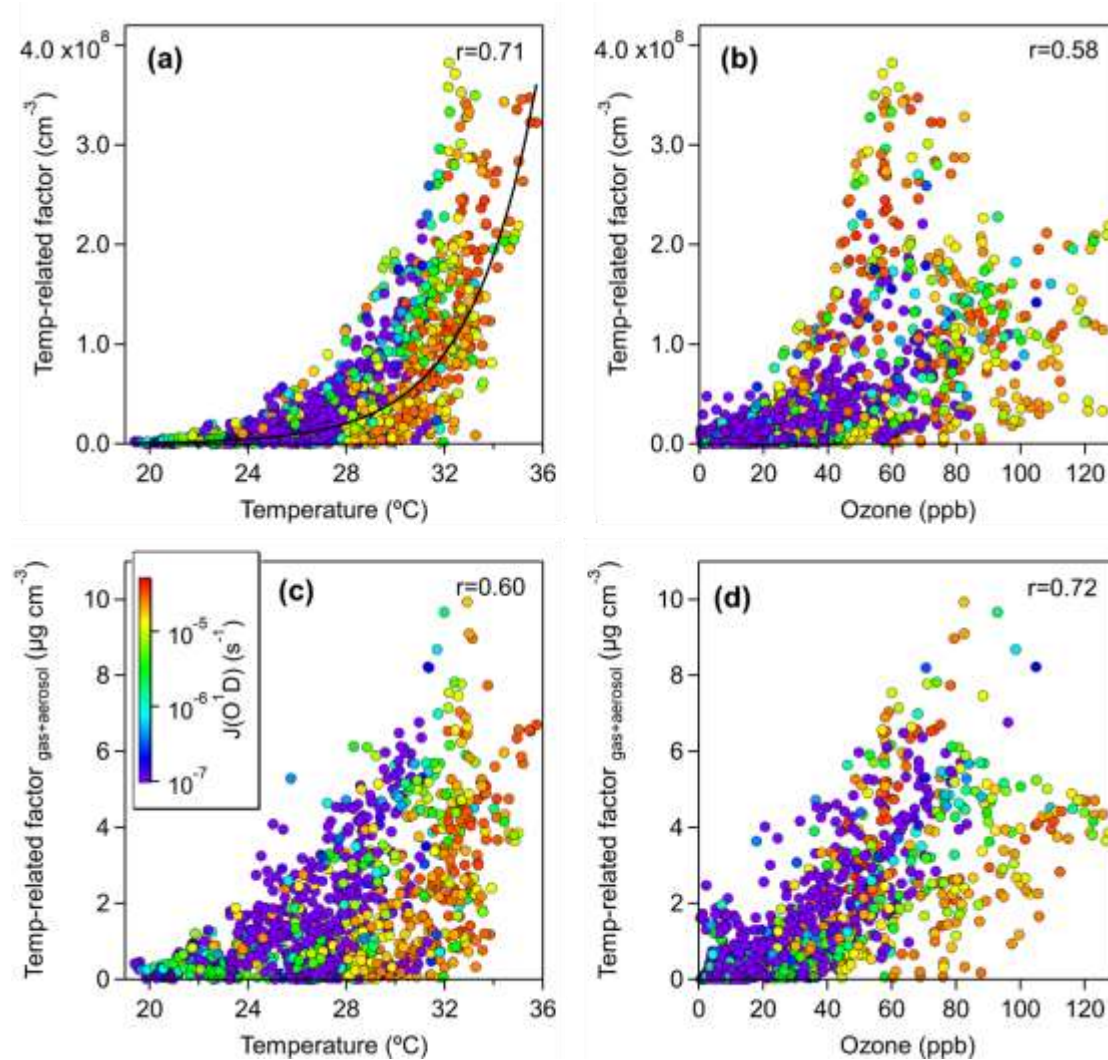 (a)
r=0.71
4.0 x10⁸
3.0
2.0
1.0
0.0
Temp-related factor (cm⁻³)
20 24 28 32 36
Temperature (ºC)
(b)
r=0.58
4.0 x10⁸
3.0
2.0
1.0
0.0
Temp-related factor (cm⁻³)
0 20 40 60 80 100 120
Ozone (ppb)
(c)
r=0.60
10
8
6
4
2
0
Temp-related factor gas+aerosol (µg cm⁻³)
10⁻⁵
10⁻⁶
10⁻⁷
J(O¹D) (s⁻¹)
20 24 28 32 36
Temperature (ºC)
(d)
r=0.72
10
8
6
4
2
0
Temp-related factor gas+aerosol (µg cm⁻³)
0 20 40 60 80 100 120
Ozone (ppb)